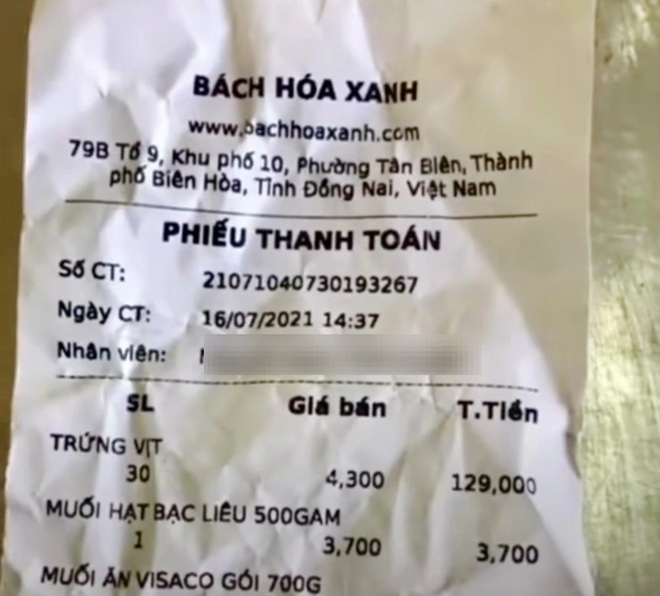 BÁCH HÓA XANH
www.bachhoaxanh.com
79B Tổ 9, Khu phố 10, Phường Tân Biên, Thành
phố Biên Hòa, Tỉnh Đồng Nai, Việt Nam
PHIẾU THANH TOÁN
Số CT: 21071040730193267
Ngày CT: 16/07/2021 14:37
Nhân viên:
SL Giá bán T.Tiền
TRỨNG VỊT
30 4,300 129,000
MUỐI HẠT BẠC LIÊU 500GAM
1 3,700 3,700
MUỐI ĂN VISACO GÓI 700G